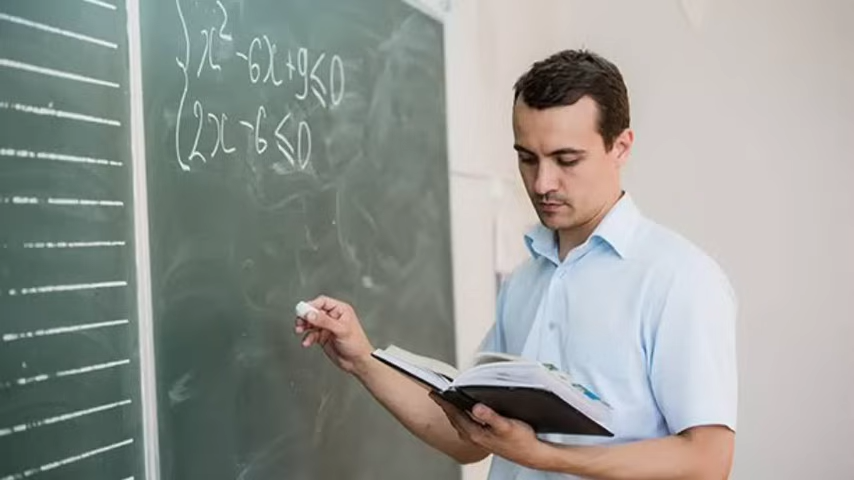 { x² - 6x + 9 ≤ 0
2x - 6 ≤ 0